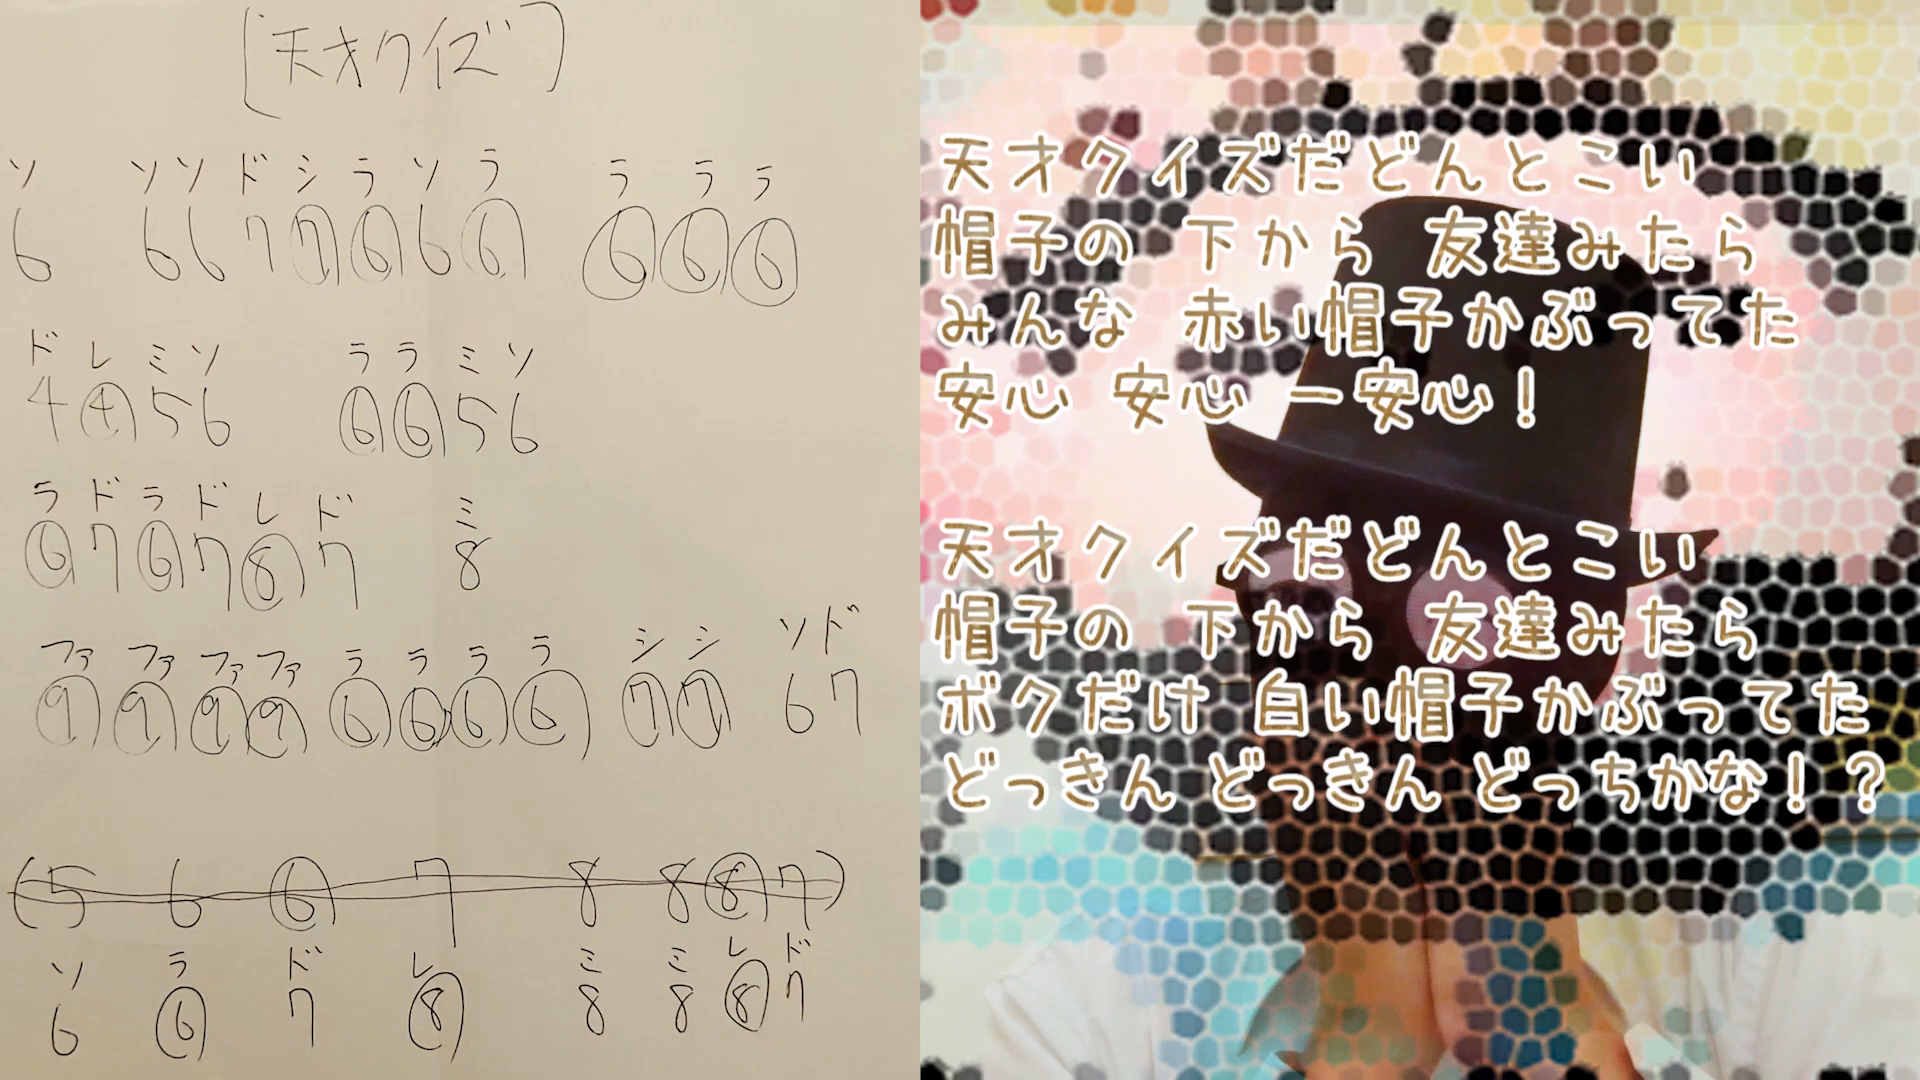 [天才クイズ]
ソ ソソドシラソラ ララ ラ
6 667⑦⑥6⑥ ⑥⑥⑥
ドレミソ ララミソ
4④56 ⑥⑥56
ラドラドレド ミ
⑥7⑥7⑧7 8
ファ ファ ファ ファ ラ ラ ラ ラ シ シ ソド
⑨⑨⑨⑨⑥⑥⑥⑥ ⑦⑦ 67
(5 6 ⑥ 7 8 8⑧7)
ソ ラ ド レ ミ ミ レ ド
6 ⑥ 7 ⑧ 8 8 ⑧ 7
天才クイズだどんとこい
帽子の 下から 友達みたら
みんな 赤い帽子かぶってた
安心 安心 一安心!
天才クイズだどんとこい
帽子の 下から 友達みたら
ボクだけ 白い帽子かぶってた
どっきん どっきん どっちかな!?